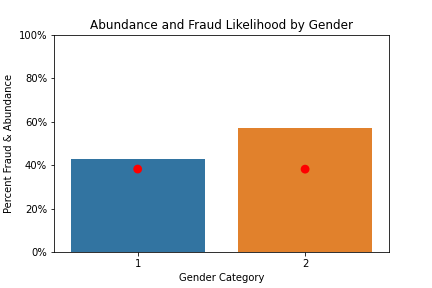 Abundance and Fraud Likelihood by Gender
100%
80%
60%
40%
20%
0%
Percent Fraud & Abundance
1
2
Gender Category